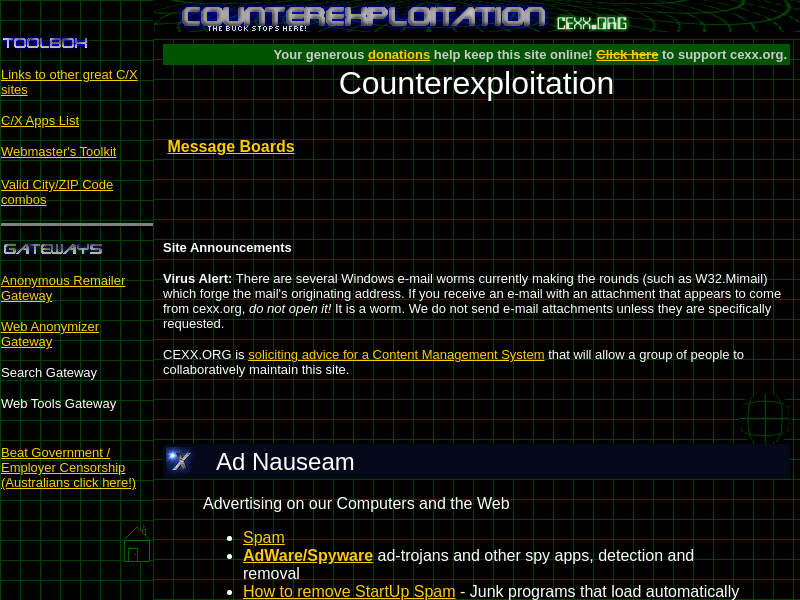 COUNTEREXPLOITATION
THE BUCK STOPS HERE!
CEXX.ORG
TOOLBOX
Links to other great C/X
sites
C/X Apps List
Webmaster's Toolkit
Valid City/ZIP Code
combos
GATEWAYS
Anonymous Remailer
Gateway
Web Anonymizer
Gateway
Search Gateway
Web Tools Gateway
Beat Government /
Employer Censorship
(Australians click here!)
Your generous donations help keep this site online! Click here to support cexx.org.
Counterexploitation
Message Boards
Site Announcements
Virus Alert: There are several Windows e-mail worms currently making the rounds (such as W32.Mimail)
which forge the mail's originating address. If you receive an e-mail with an attachment that appears to come
from cexx.org, do not open it! It is a worm. We do not send e-mail attachments unless they are specifically
requested.
CEXX.ORG is soliciting advice for a Content Management System that will allow a group of people to
collaboratively maintain this site.
X
Ad Nauseam
Advertising on our Computers and the Web
Spam
AdWare/Spyware ad-trojans and other spy apps, detection and
removal
How to remove StartUp Spam - Junk programs that load automatically